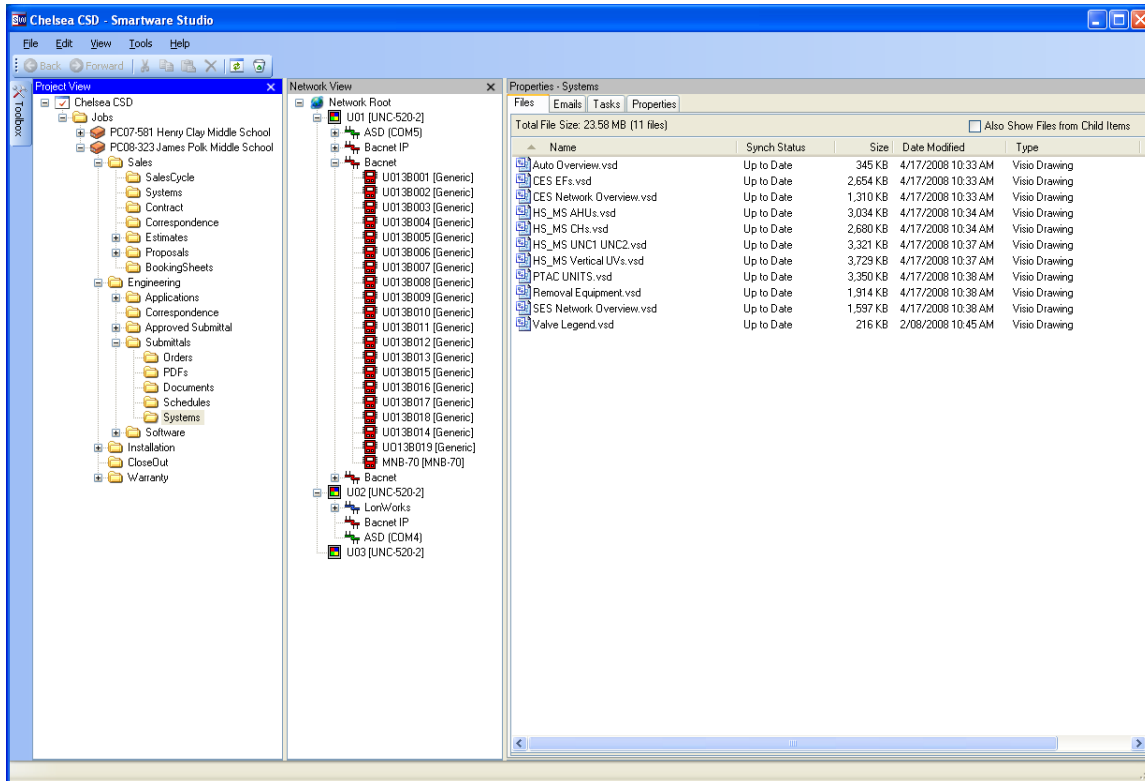 Chelsea CSD - Smartware Studio
File Edit View Tools Help
Back Forward
Toolbox
Project View
Chelsea CSD
Jobs
PC07-581 Henry Clay Middle School
PC08-323 James Polk Middle School
Sales
SalesCycle
Systems
Contract
Correspondence
Estimates
Proposals
BookingSheets
Engineering
Applications
Correspondence
Approved Submittal
Submittals
Orders
PDFs
Documents
Schedules
Systems
Software
Installation
CloseOut
Warranty
Network View
Network Root
U01 [UNC-520-2]
ASD (COM5)
Bacnet IP
Bacnet
U013B001 [Generic]
U013B002 [Generic]
U013B003 [Generic]
U013B004 [Generic]
U013B005 [Generic]
U013B006 [Generic]
U013B007 [Generic]
U013B008 [Generic]
U013B009 [Generic]
U013B010 [Generic]
U013B011 [Generic]
U013B012 [Generic]
U013B013 [Generic]
U013B015 [Generic]
U013B016 [Generic]
U013B017 [Generic]
U013B018 [Generic]
U013B014 [Generic]
UO13B019 [Generic]
MNB-70 [MNB-70]
Bacnet
U02 [UNC-520-2]
LonWorks
Bacnet IP
ASD (COM4)
U03 [UNC-520-2]
Properties - Systems
Files Emails Tasks Properties
Total File Size: 23.58 MB (11 files) Also Show Files from Child Items
Name Synch Status Size Date Modified Type
Auto Overview.vsd Up to Date 345 KB 4/17/2008 10:33 AM Visio Drawing
CES EFs.vsd Up to Date 2,654 KB 4/17/2008 10:33 AM Visio Drawing
CES Network Overview.vsd Up to Date 1,310 KB 4/17/2008 10:33 AM Visio Drawing
HS_MS AHUs.vsd Up to Date 3,034 KB 4/17/2008 10:34 AM Visio Drawing
HS_MS CHs.vsd Up to Date 2,680 KB 4/17/2008 10:34 AM Visio Drawing
HS_MS UNC1 UNC2.vsd Up to Date 3,321 KB 4/17/2008 10:37 AM Visio Drawing
HS_MS Vertical UVs.vsd Up to Date 3,729 KB 4/17/2008 10:37 AM Visio Drawing
PTAC UNITS.vsd Up to Date 3,350 KB 4/17/2008 10:38 AM Visio Drawing
Removal Equipment.vsd Up to Date 1,914 KB 4/17/2008 10:38 AM Visio Drawing
SES Network Overview.vsd Up to Date 1,597 KB 4/17/2008 10:38 AM Visio Drawing
Valve Legend.vsd Up to Date 216 KB 2/08/2008 10:45 AM Visio Drawing